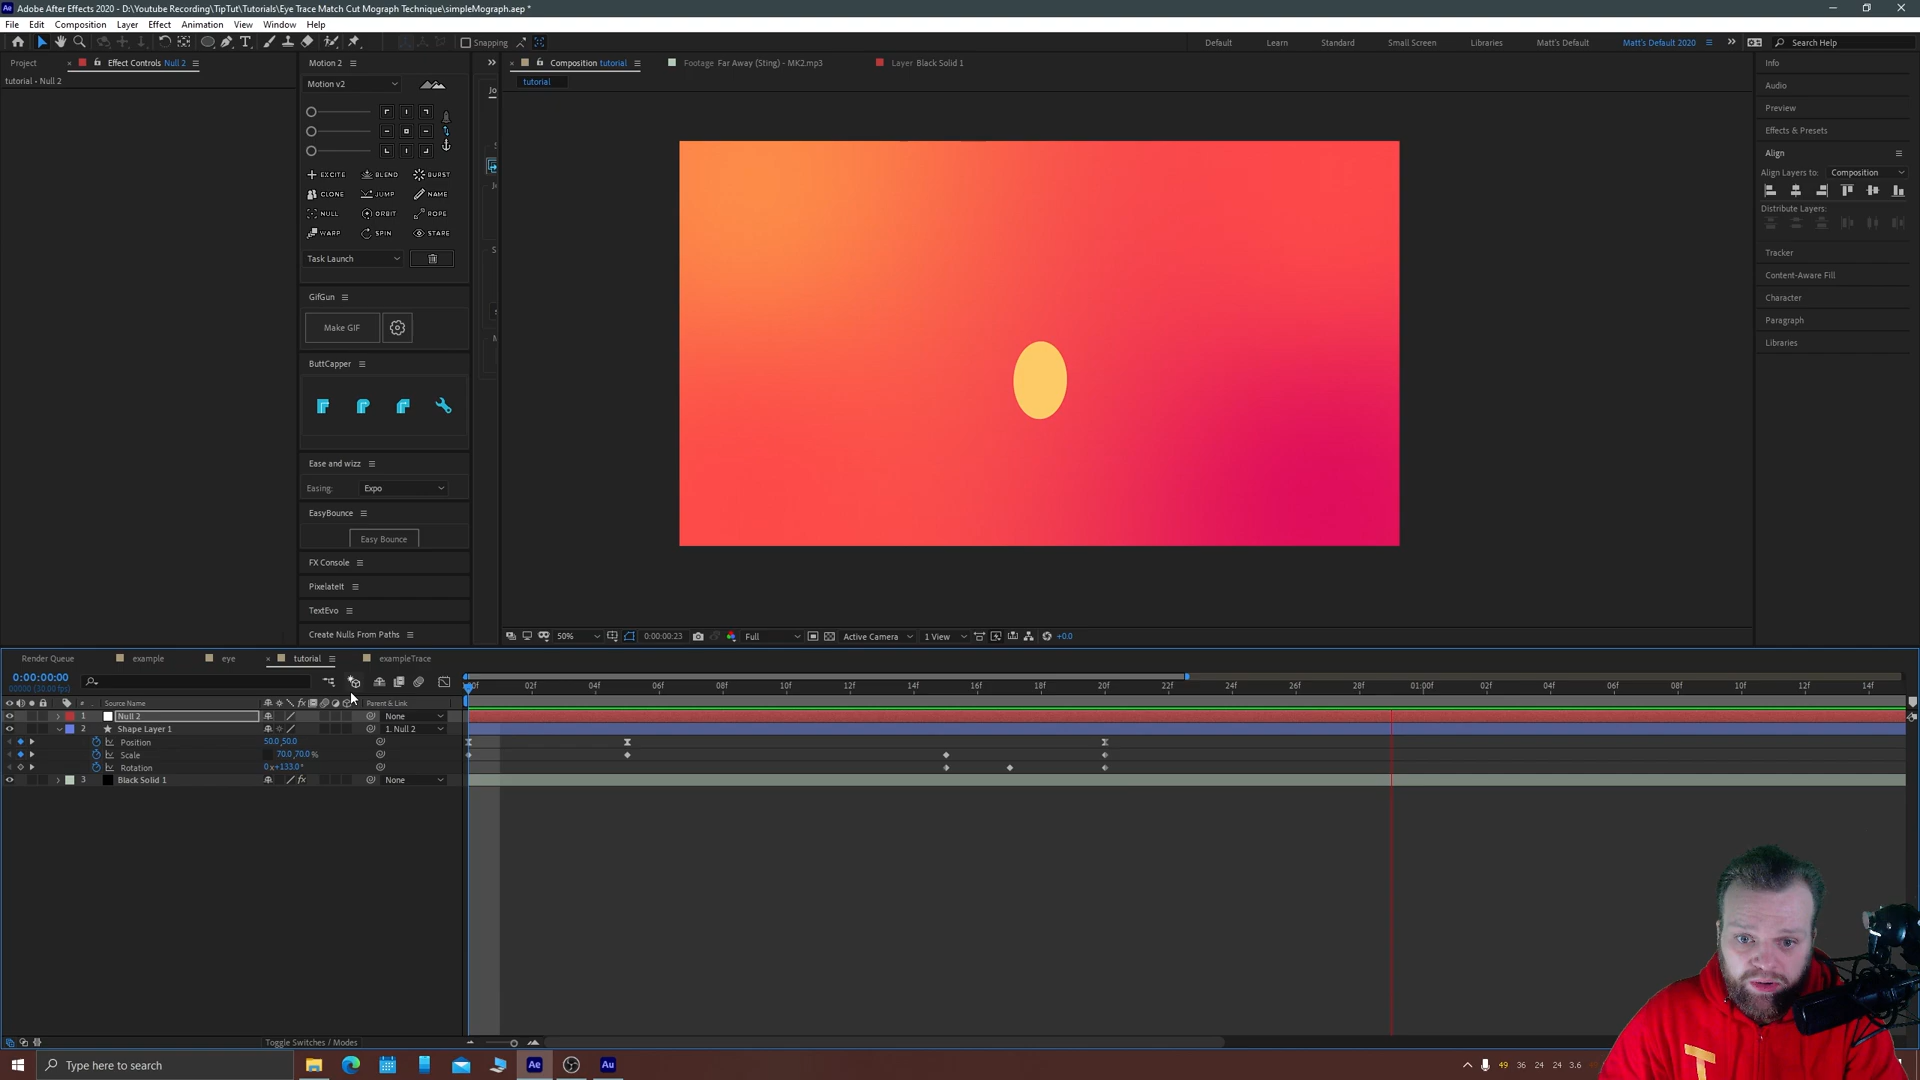 Adobe After Effects 2020 - D:\Youtube Recording\TipTut\Tutorials\Eye Trace Match Cut Mograph Technique\simpleMograph.aep *
File Edit Composition Layer Effect Animation View Window Help
Snapping
Default Learn Standard Small Screen Libraries Matt's Default Matt's Default 2020 Search Help
Project Effect Controls Null 2
tutorial • Null 2
Motion 2
Motion v2
EXCITE BLEND BURST
CLONE JUMP NAME
NULL ORBIT ROPE
WARP SPIN STARE
Task Launch
GifGun
Make GIF
ButtCapper
Ease and wizz
Easing: Expo
EasyBounce
Easy Bounce
FX Console
PixelateIt
TextEvo
Create Nulls From Paths
Composition tutorial Footage Far Away (Sting) - MK2.mp3 Layer Black Solid 1
tutorial
50% 0:00:00:23 Full Active Camera 1 View +0.0
Info
Audio
Preview
Effects & Presets
Align
Align Layers to: Composition
Distribute Layers:
Tracker
Content-Aware Fill
Character
Paragraph
Libraries
Render Queue example eye tutorial exampleTrace
0:00:00:00
00000 (30.00 fps)
02f 04f 06f 08f 10f 12f 14f 16f 18f 20f 22f 24f 26f 28f 01:00f 02f 04f 06f 08f 10f 12f 14f
# Source Name Parent & Link
1 Null 2 None
2 Shape Layer 1 1. Null 2
Position 50.0,50.0
Scale 70.0,70.0 %
Rotation 0x+133.0°
3 Black Solid 1 None
Toggle Switches / Modes
Type here to search
Ae Au
49 36 24 24 3.6